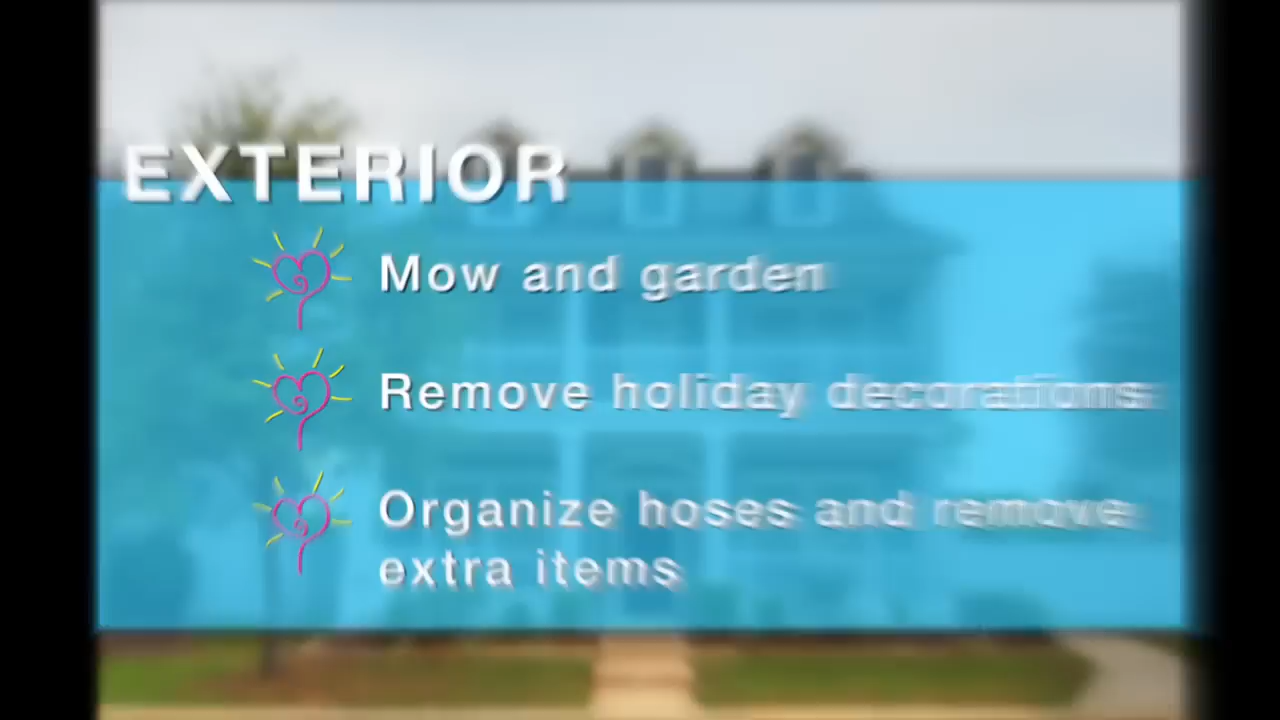 EXTERIOR
Mow and garden
Remove holiday decorations
Organize hoses and remove
extra items